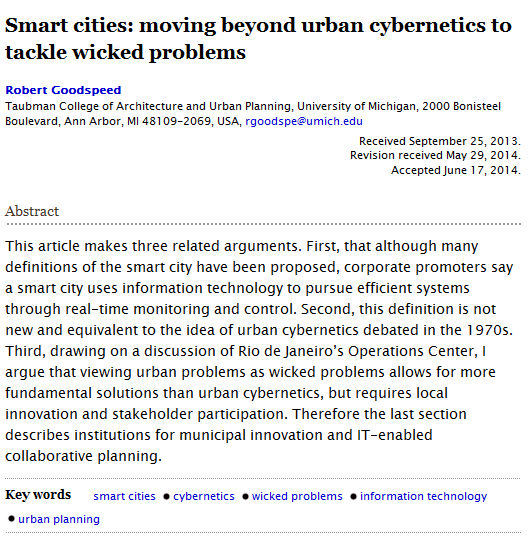 Smart cities: moving beyond urban cybernetics to
tackle wicked problems
Robert Goodspeed
Taubman College of Architecture and Urban Planning, University of Michigan, 2000 Bonisteel
Boulevard, Ann Arbor, MI 48109-2069, USA, rgoodspe@umich.edu
Received September 25, 2013.
Revision received May 29, 2014.
Accepted June 17, 2014.
Abstract
This article makes three related arguments. First, that although many
definitions of the smart city have been proposed, corporate promoters say
a smart city uses information technology to pursue efficient systems
through real-time monitoring and control. Second, this definition is not
new and equivalent to the idea of urban cybernetics debated in the 1970s.
Third, drawing on a discussion of Rio de Janeiro's Operations Center, I
argue that viewing urban problems as wicked problems allows for more
fundamental solutions than urban cybernetics, but requires local
innovation and stakeholder participation. Therefore the last section
describes institutions for municipal innovation and IT-enabled
collaborative planning.
Key words smart cities ● cybernetics ● wicked problems ● information technology
● urban planning